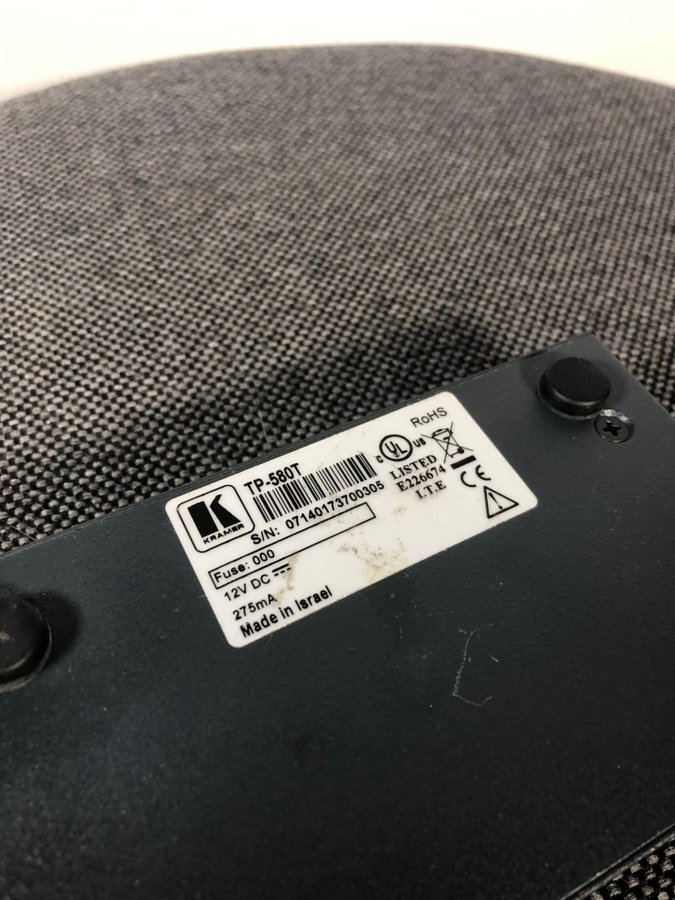 K
KRAMER
TP-580T
S/N: 07140173700305
Fuse: 000
12V DC
275mA
Made in Israel
c UL us
LISTED
E226674
I.T.E
RoHS
CE